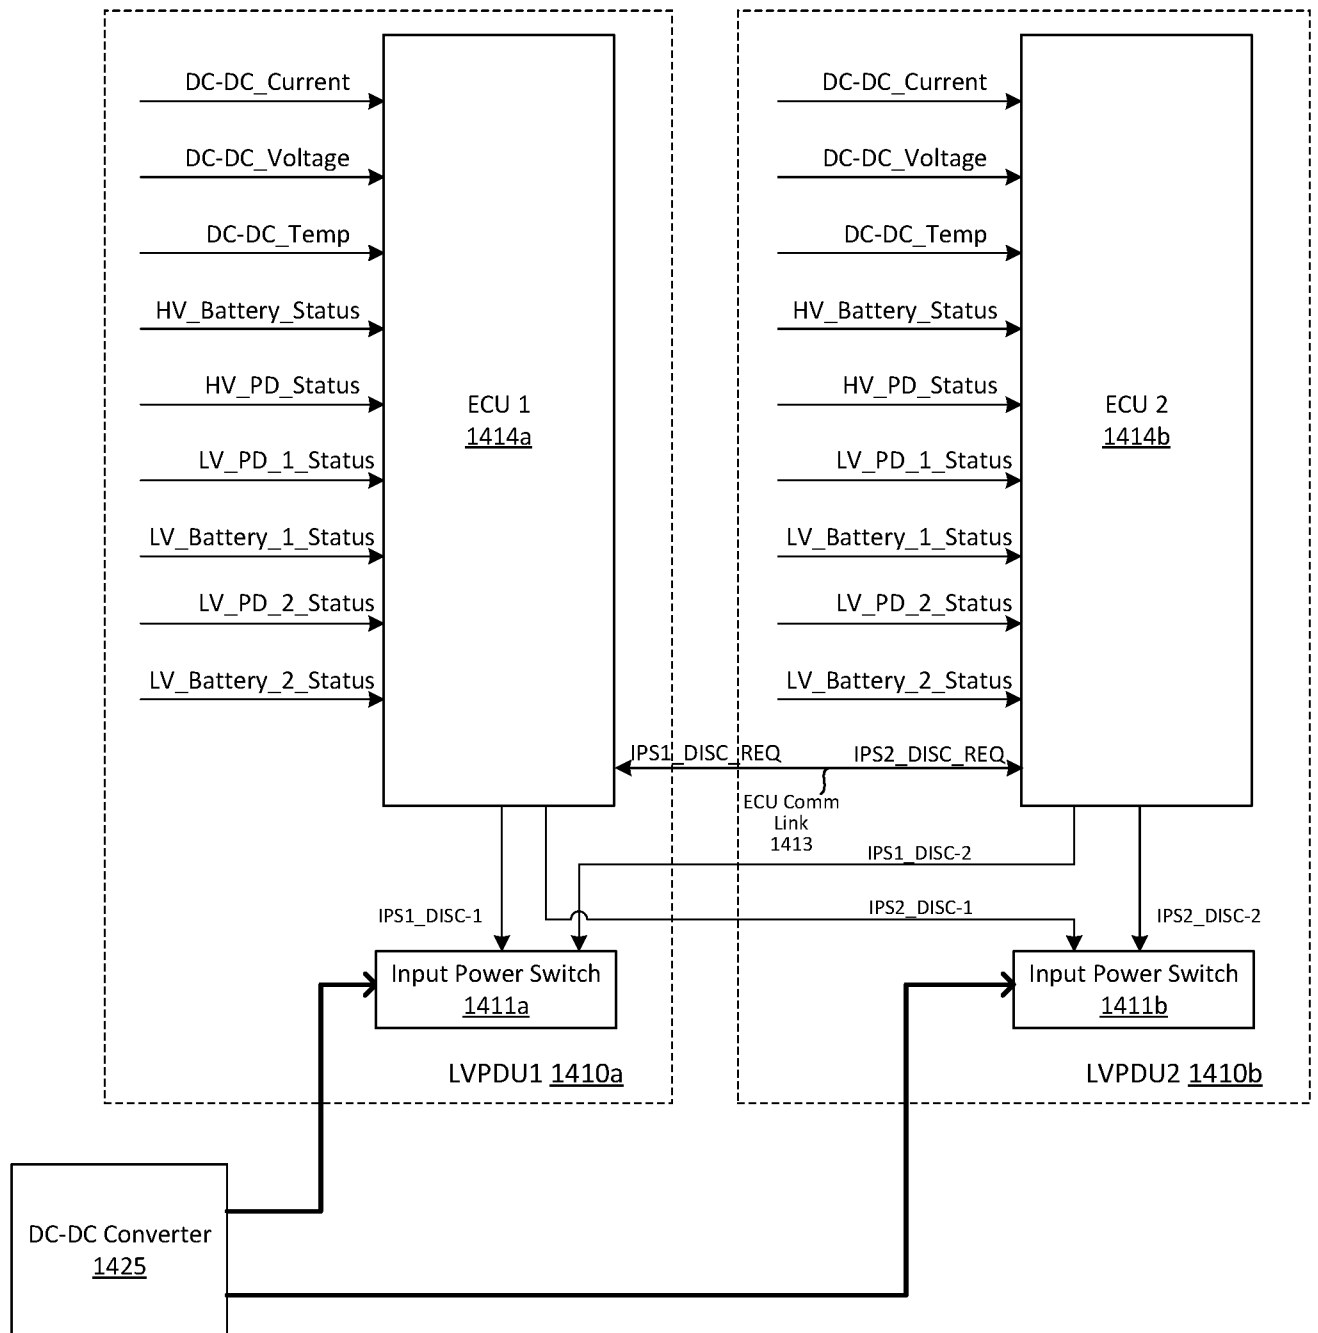 DC-DC_Current
DC-DC_Voltage
DC-DC_Temp
HV_Battery_Status
HV_PD_Status
LV_PD_1_Status
LV_Battery_1_Status
LV_PD_2_Status
LV_Battery_2_Status
ECU 1
1414a
DC-DC_Current
DC-DC_Voltage
DC-DC_Temp
HV_Battery_Status
HV_PD_Status
LV_PD_1_Status
LV_Battery_1_Status
LV_PD_2_Status
LV_Battery_2_Status
ECU 2
1414b
IPS1_DISC_REQ
IPS2_DISC_REQ
ECU Comm
Link
1413
IPS1_DISC-2
IPS2_DISC-1
IPS1_DISC-1
IPS2_DISC-2
Input Power Switch
1411a
Input Power Switch
1411b
LVPDU1 1410a
LVPDU2 1410b
DC-DC Converter
1425